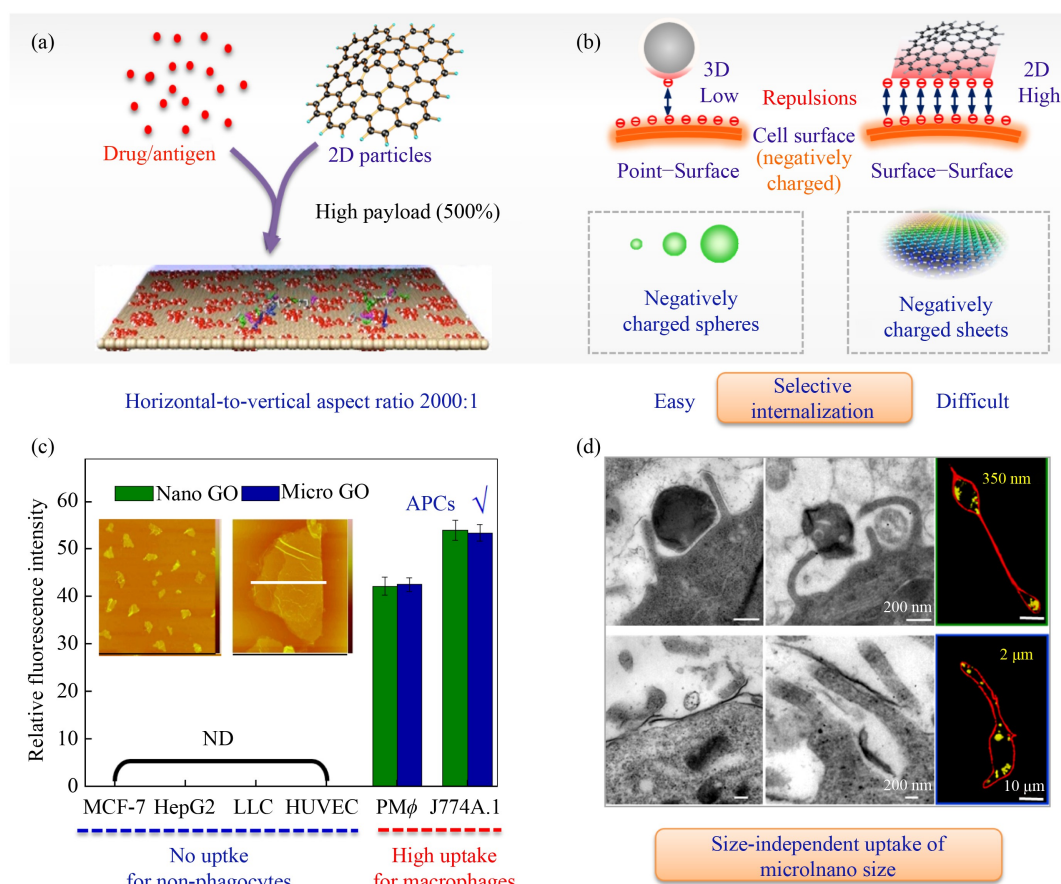 (a)
Drug/antigen
2D particles
High payload (500%)
Horizontal-to-vertical aspect ratio 2000:1
(b)
3D
Low
Repulsions
2D
High
Cell surface
(negatively
charged)
Point−Surface
Surface−Surface
Negatively
charged spheres
Negatively
charged sheets
Easy
Selective
internalization
Difficult
(c)
Relative fluorescence intensity
60
50
40
30
20
10
0
Nano GO
Micro GO
APCs √
ND
MCF-7 HepG2 LLC HUVEC PMϕ J774A.1
No uptke
for non-phagocytes
High uptake
for macrophages
(d)
200 nm
350 nm
200 nm
2 μm
10 μm
Size-independent uptake of
microlnano size